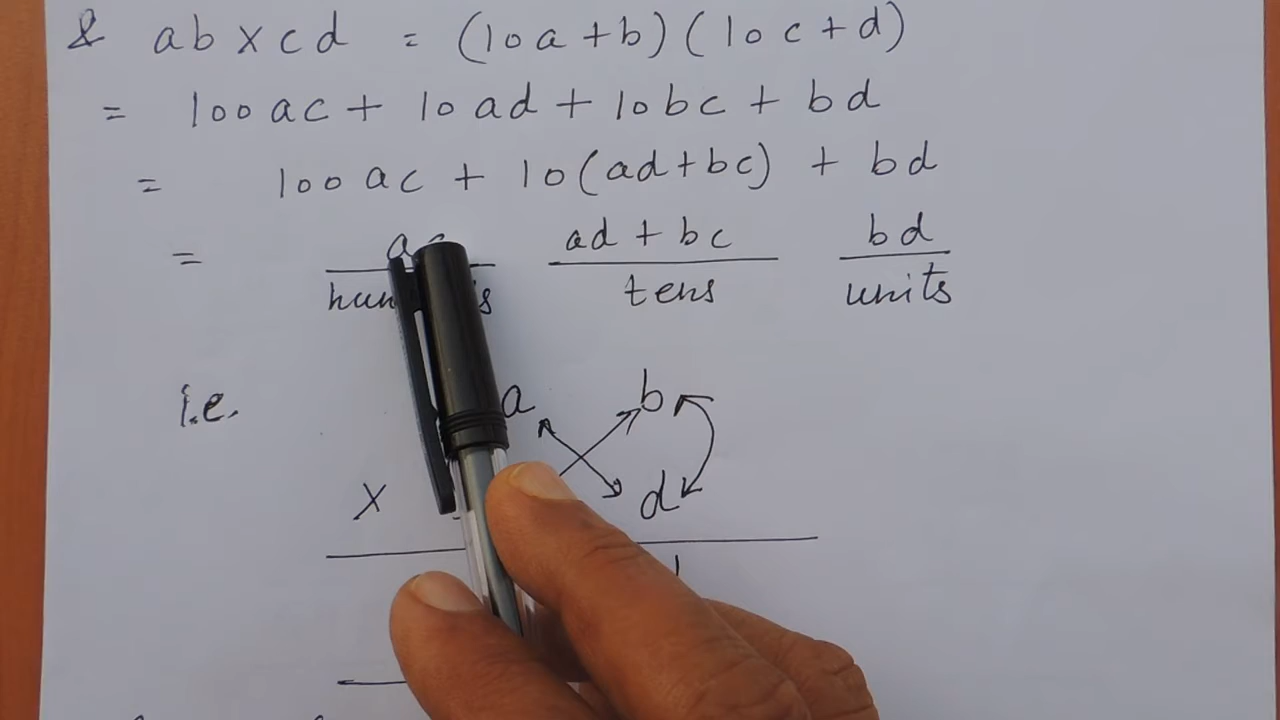 & ab x cd = (10a+b)(10c+d)
= 100ac + 10ad + 10bc + bd
= 100ac + 10(ad+bc) + bd
= ad + bc bd
tens units
i.e. a b
x d